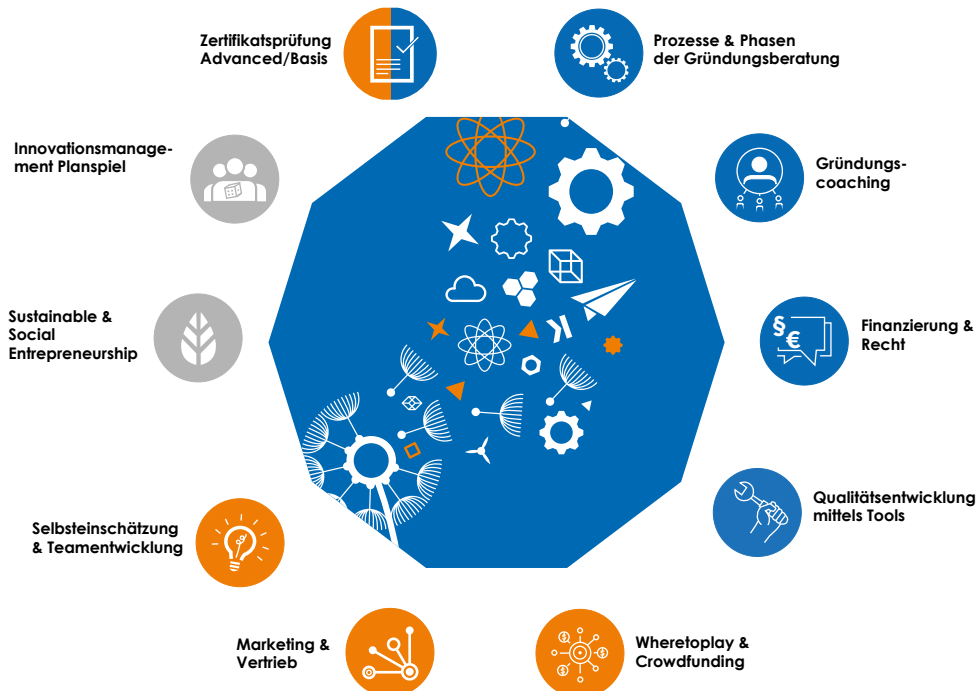 Zertifikatsprüfung
Advanced/Basis
Prozesse & Phasen
der Gründungsberatung
Innovationsmanage-
ment Planspiel
Gründungs-
coaching
Sustainable &
Social
Entrepreneurship
§
€
Finanzierung &
Recht
Qualitätsentwicklung
mittels Tools
Selbsteinschätzung
& Teamentwicklung
Marketing &
Vertrieb
$
$
$
Wheretoplay &
Crowdfunding